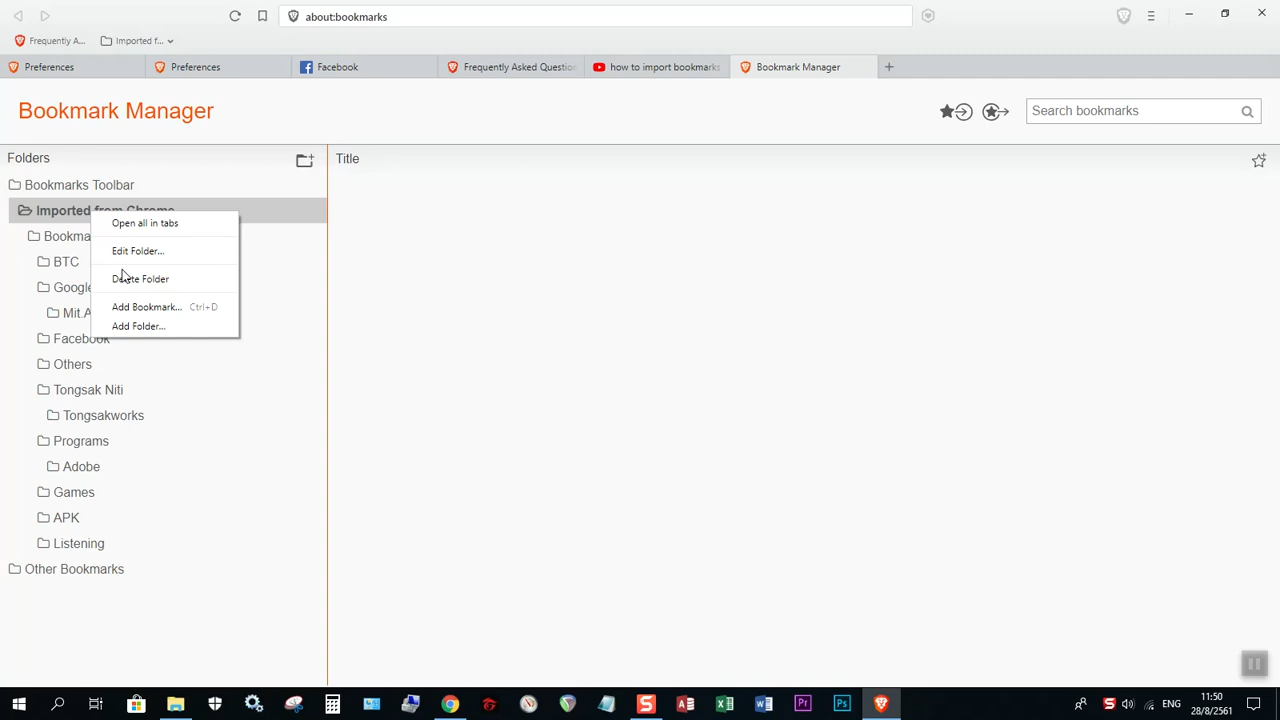 about:bookmarks
Frequently A...
Imported f...
Preferences
Preferences
Facebook
Frequently Asked Questio
how to import bookmarks
Bookmark Manager
Bookmark Manager
Search bookmarks
Folders
Title
Bookmarks Toolbar
Imported from Chrome
Open all in tabs
Bookma
Edit Folder...
BTC
Delete Folder
Google
Add Bookmark... Ctrl+D
Mit.A
Add Folder...
Facebook
Others
Tongsak Niti
Tongsakworks
Programs
Adobe
Games
APK
Listening
Other Bookmarks
ENG
11:50
28/8/2561